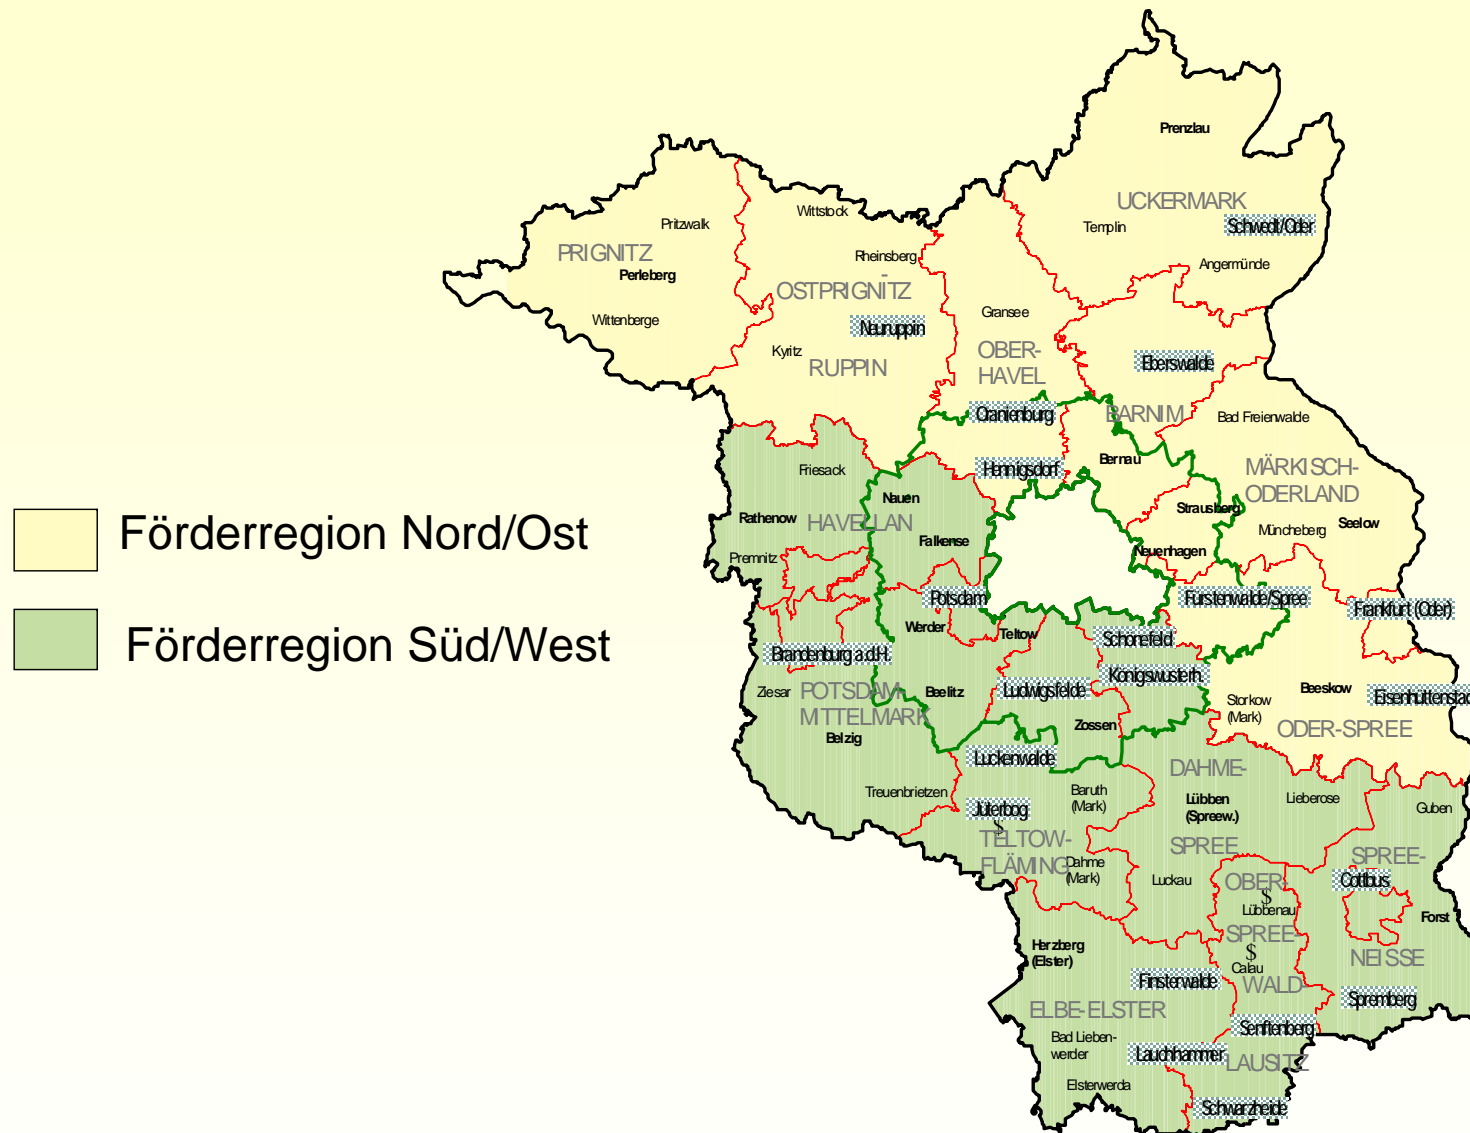 Prenzlau
UCKERMARK
Wittstock
Pritzwalk
Templin
Schwedt/Oder
PRIGNITZ
Rheinsberg
Angermünde
Perleberg
-
OSTPRIGNITZ
Gransee
Wittenberge
Neuruppin
Kyritz
OBER-
HAVEL
Eberswalde
RUPPIN
Oranienburg
BARNIM
Bad Freienwalde
Friesack
Hennigsdorf
Bernau
MÄRKISCH-
ODERLAND
Nauen
Strausberg
Rathenow
HAVELLAN
Müncheberg
Seelow
Förderregion Nord/Ost
Falkense
Neuenhagen
Premnitz
Potsdam
Fürstenwalde/Spree
Frankfurt (Oder)
Werder
Teltow
Schönefeld
Förderregion Süd/West
Brandenburg a.d.H.
Königswusterh.
Ziesar
POTSDAM-
MITTELMARK
Beelitz
Ludwigsfelde
Beeskow
Eisenhüttenstad
Storkow
(Mark)
Belzig
Zossen
ODER-SPREE
Luckenwalde
DAHME-
Treuenbrietzen
Baruth
(Mark)
Lübben
(Spreew.)
Lieberose
Guben
Jüterbog
$
TELTOW-
FLÄMING
SPREE
SPREE-
Dahme
(Mark)
Luckau
OBER-
Cottbus
$
Lübbenau
Forst
SPREE-
Herzberg
(Elster)
$
Calau
NEISSE
Finsterwalde
WALD-
Spremberg
ELBE-ELSTER
Senftenberg
Bad Lieben-
werder
Lauchhammer
LAUSITZ
Elsterwerda
Schwarzheide